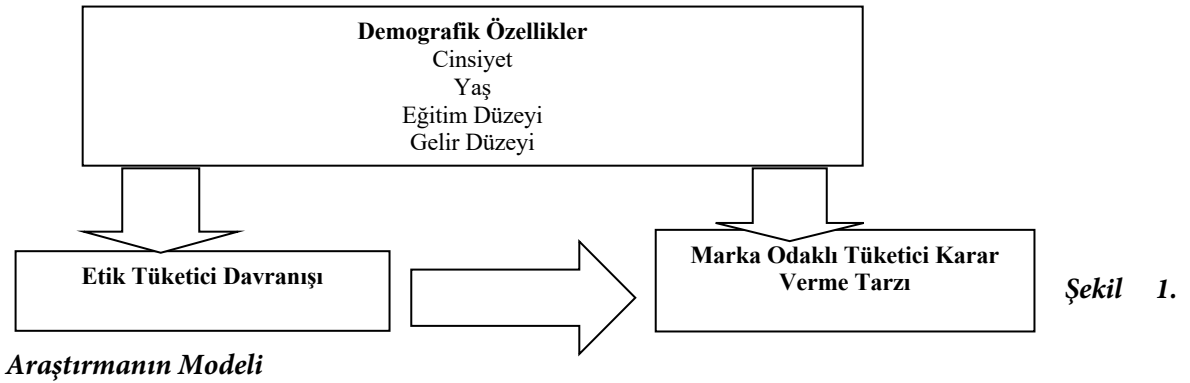 Demografik Özellikler
Cinsiyet
Yaş
Eğitim Düzeyi
Gelir Düzeyi
Etik Tüketici Davranışı
Marka Odaklı Tüketici Karar
Verme Tarzı
Şekil 1.
Araştırmanın Modeli